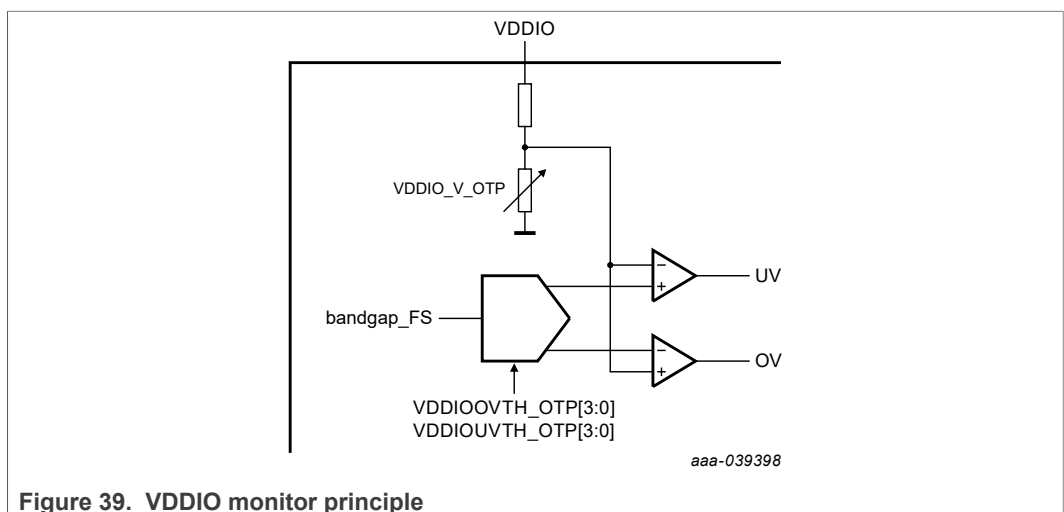 VDDIO
VDDIO_V_OTP
−
+
UV
bandgap_FS
−
+
OV
VDDIOOVTH_OTP[3:0]
VDDIOUVTH_OTP[3:0]
aaa-039398
Figure 39. VDDIO monitor principle